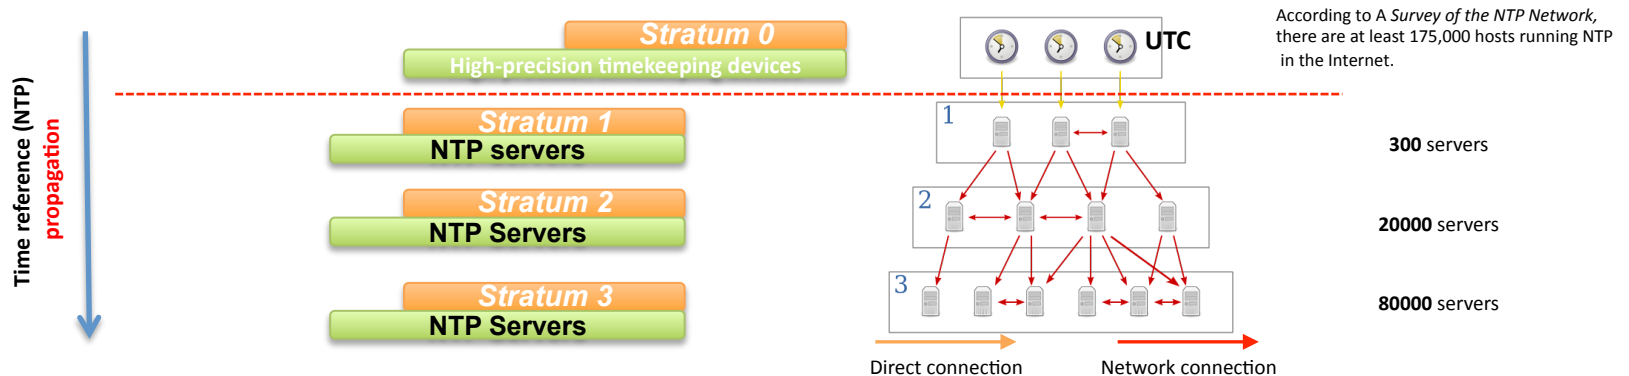 Time reference (NTP)
propagation
Stratum 0
High-precision timekeeping devices
UTC
According to A Survey of the NTP Network,
there are at least 175,000 hosts running NTP
in the Internet.
Stratum 1
NTP servers
1
300 servers
Stratum 2
NTP Servers
2
20000 servers
Stratum 3
NTP Servers
3
80000 servers
Direct connection
Network connection